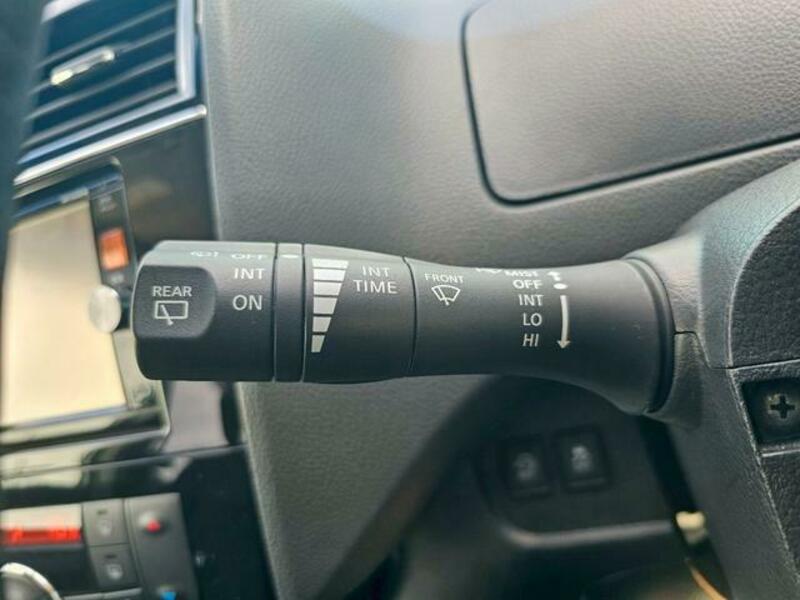 REAR
OFF
INT
ON
INT
TIME
FRONT
MIST
OFF
INT
LO
HI